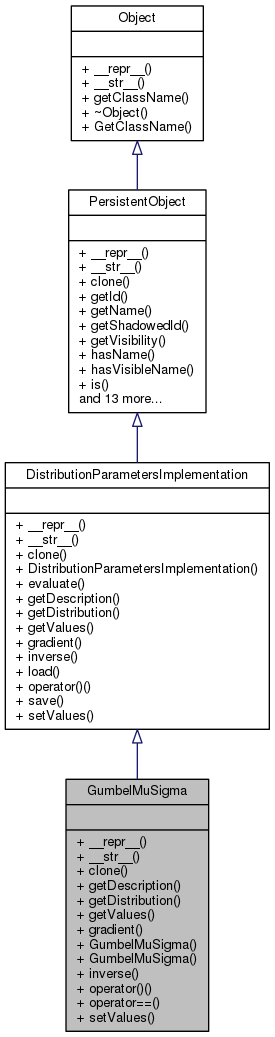 Object
+ __repr__()
+ __str__()
+ getClassName()
+ ~Object()
+ GetClassName()
PersistentObject
+ __repr__()
+ __str__()
+ clone()
+ getId()
+ getName()
+ getShadowedId()
+ getVisibility()
+ hasName()
+ hasVisibleName()
+ is()
and 13 more...
DistributionParametersImplementation
+ __repr__()
+ __str__()
+ clone()
+ DistributionParametersImplementation()
+ evaluate()
+ getDescription()
+ getDistribution()
+ getValues()
+ gradient()
+ inverse()
+ load()
+ operator()()
+ save()
+ setValues()
GumbelMuSigma
+ __repr__()
+ __str__()
+ clone()
+ getDescription()
+ getDistribution()
+ getValues()
+ gradient()
+ GumbelMuSigma()
+ GumbelMuSigma()
+ inverse()
+ operator()()
+ operator==()
+ setValues()